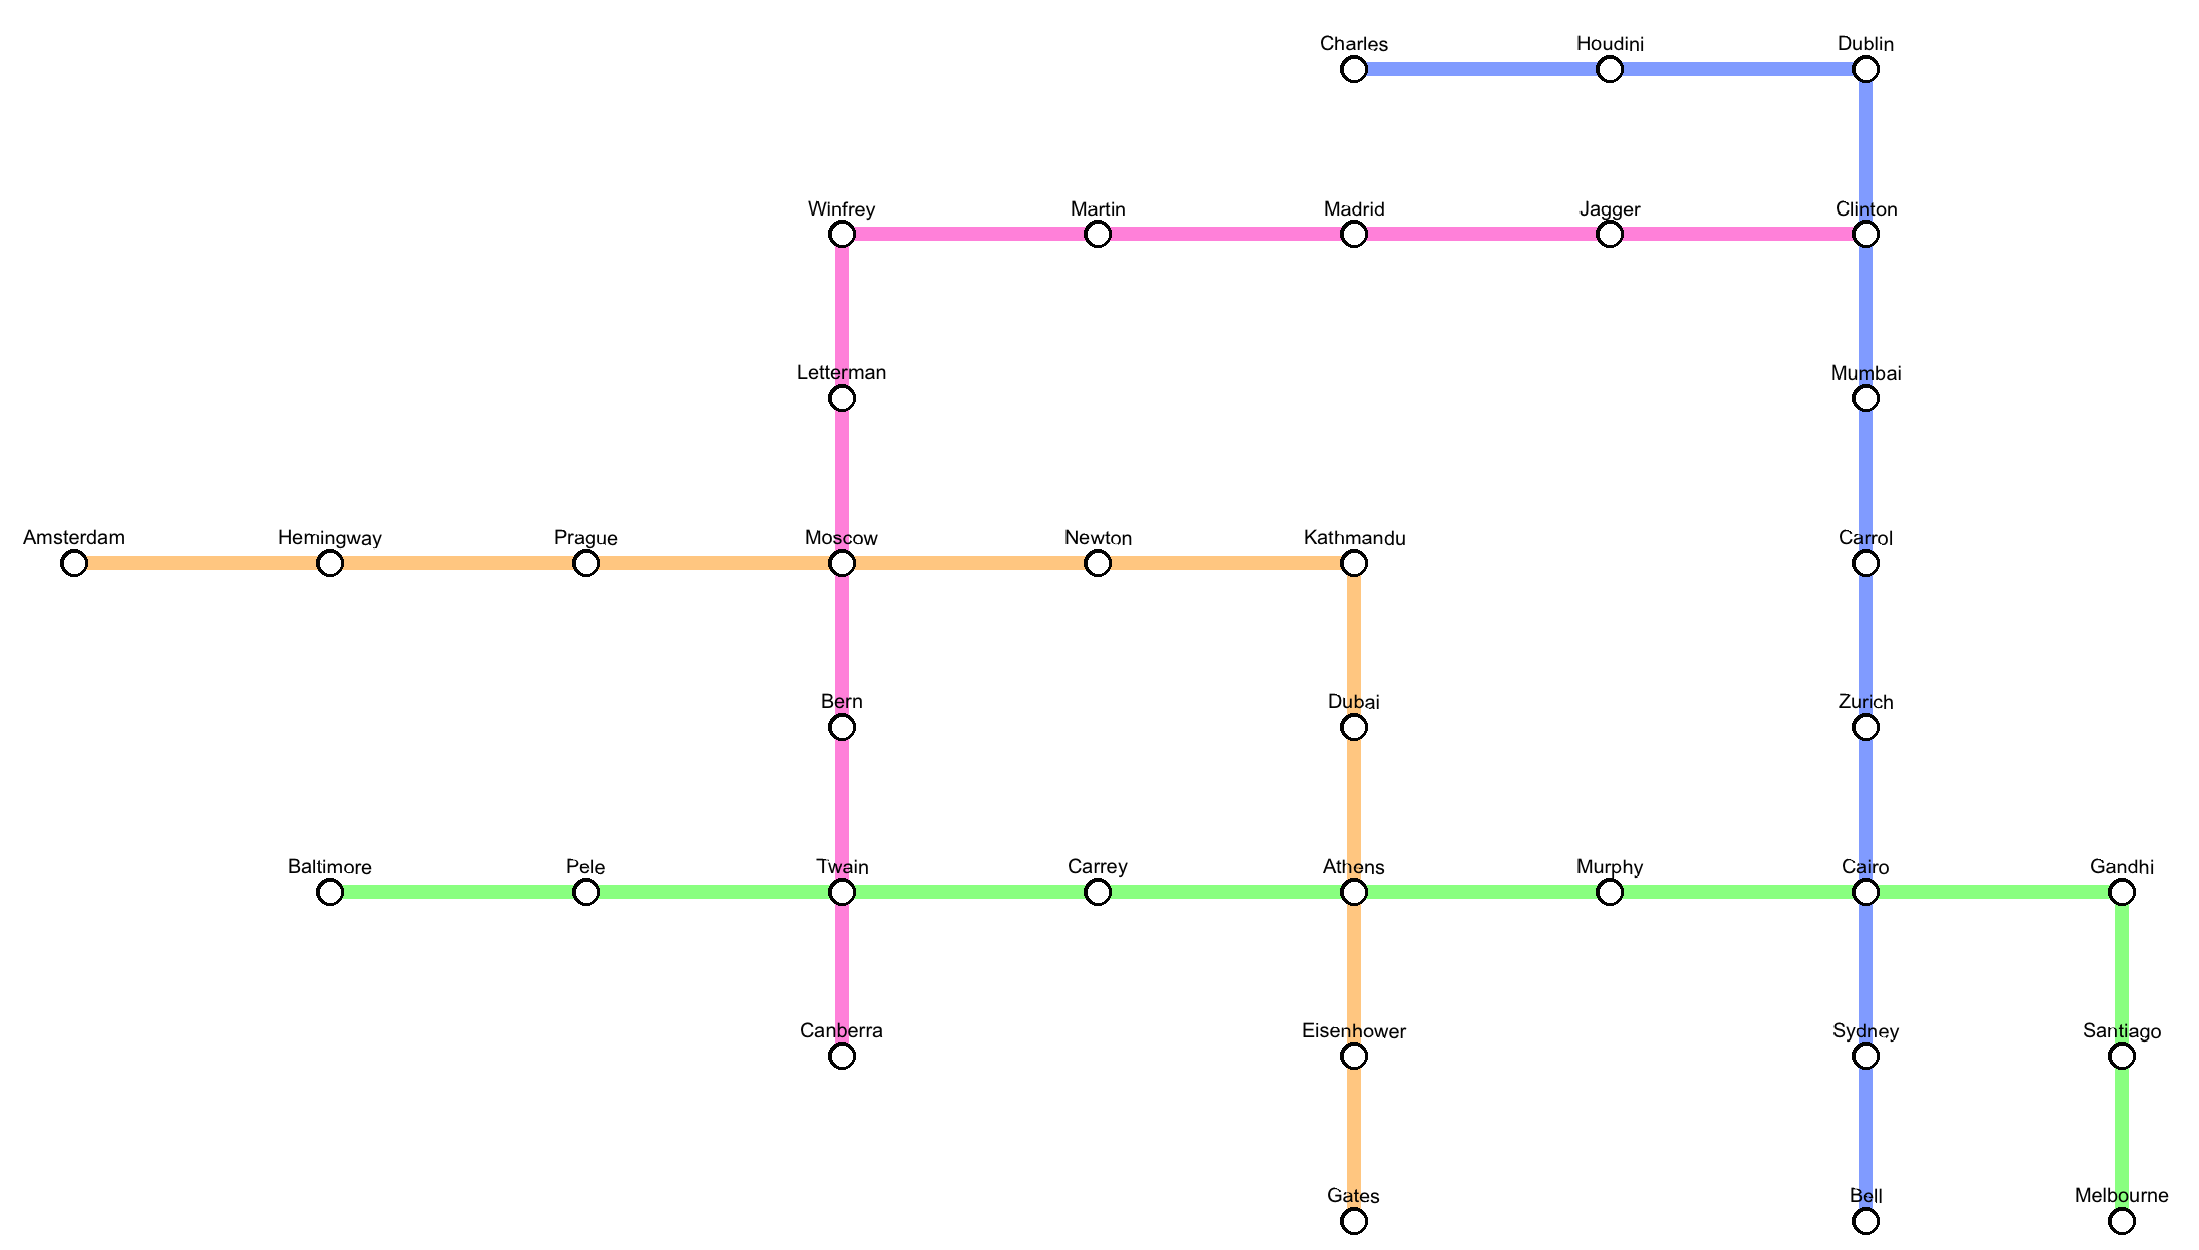 Charles
Houdini
Dublin
Winfrey
Martin
Madrid
Jagger
Clinton
Letterman
Mumbai
Amsterdam
Hemingway
Prague
Moscow
Newton
Kathmandu
Carrol
Bern
Dubai
Zurich
Baltimore
Pele
Twain
Carrey
Athens
Murphy
Cairo
Gandhi
Canberra
Eisenhower
Sydney
Santiago
Gates
Bell
Melbourne